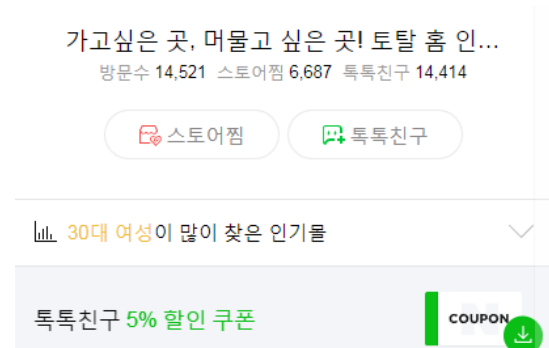 가고싶은 곳, 머물고 싶은 곳! 토탈 홈 인...
방문수 14,521 스토어찜 6,687 톡톡친구 14,414
스토어찜 톡톡친구
30대 여성이 많이 찾은 인기몰
톡톡친구 5% 할인 쿠폰 COUPON